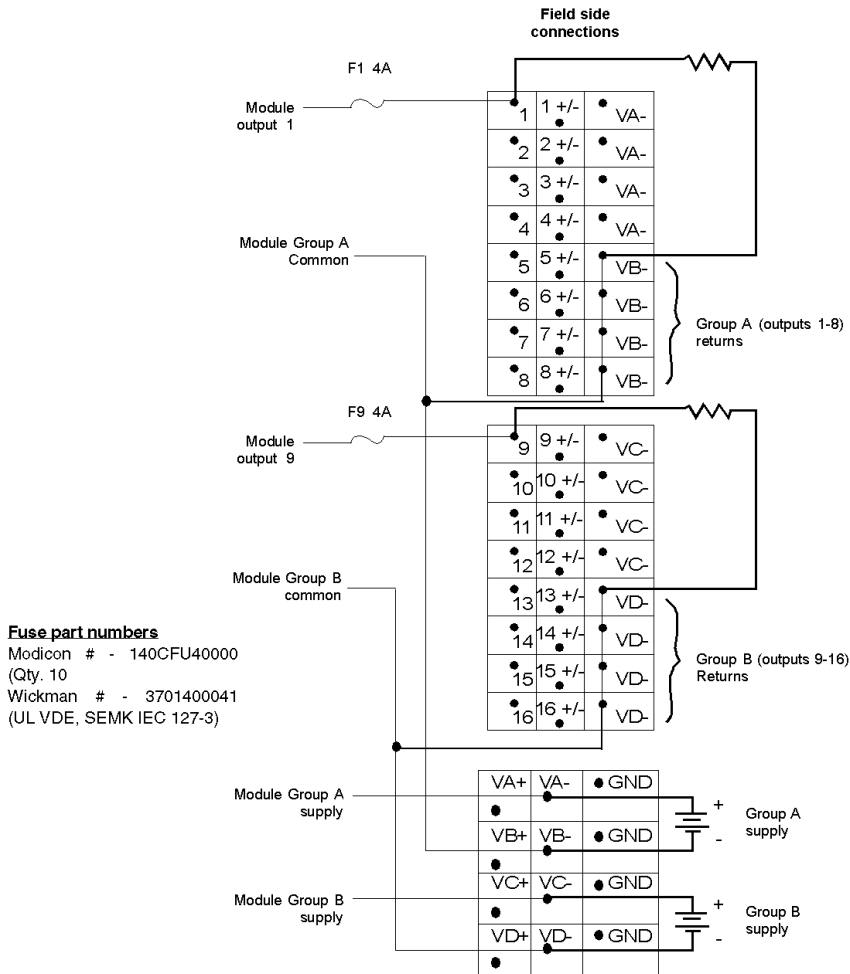 Field side
connections
F1 4A
Module
output 1
1 1 +/- VA-
2 2 +/- VA-
3 3 +/- VA-
4 4 +/- VA-
Module Group A
Common
5 5 +/- VB-
6 6 +/- VB-
7 7 +/- VB-
8 8 +/- VB-
Group A (outputs 1-8)
returns
F9 4A
Module
output 9
9 9 +/- VC-
10 10 +/- VC-
11 11 +/- VC-
12 12 +/- VC-
Module Group B
common
13 13 +/- VD-
14 14 +/- VD-
15 15 +/- VD-
16 16 +/- VD-
Group B (outputs 9-16)
Returns
Fuse part numbers
Modicon # - 140CFU40000
(Qty. 10
Wickman # - 3701400041
(UL VDE, SEMK IEC 127-3)
Module Group A
supply
VA+ VA- GND
VB+ VB- GND
+
-
Group A
supply
Module Group B
supply
VC+ VC- GND
VD+ VD- GND
+
-
Group B
supply